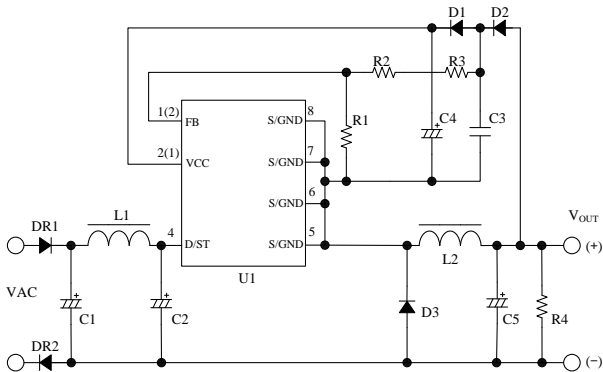 D1
D2
R2
R3
1(2)
FB
8
S/GND
R1
C4
C3
2(1)
VCC
7
S/GND
6
S/GND
L1
DR1
4
D/ST
5
S/GND
VOUT
(+)
U1
L2
VAC
C1
C2
D3
C5
R4
DR2
(−)